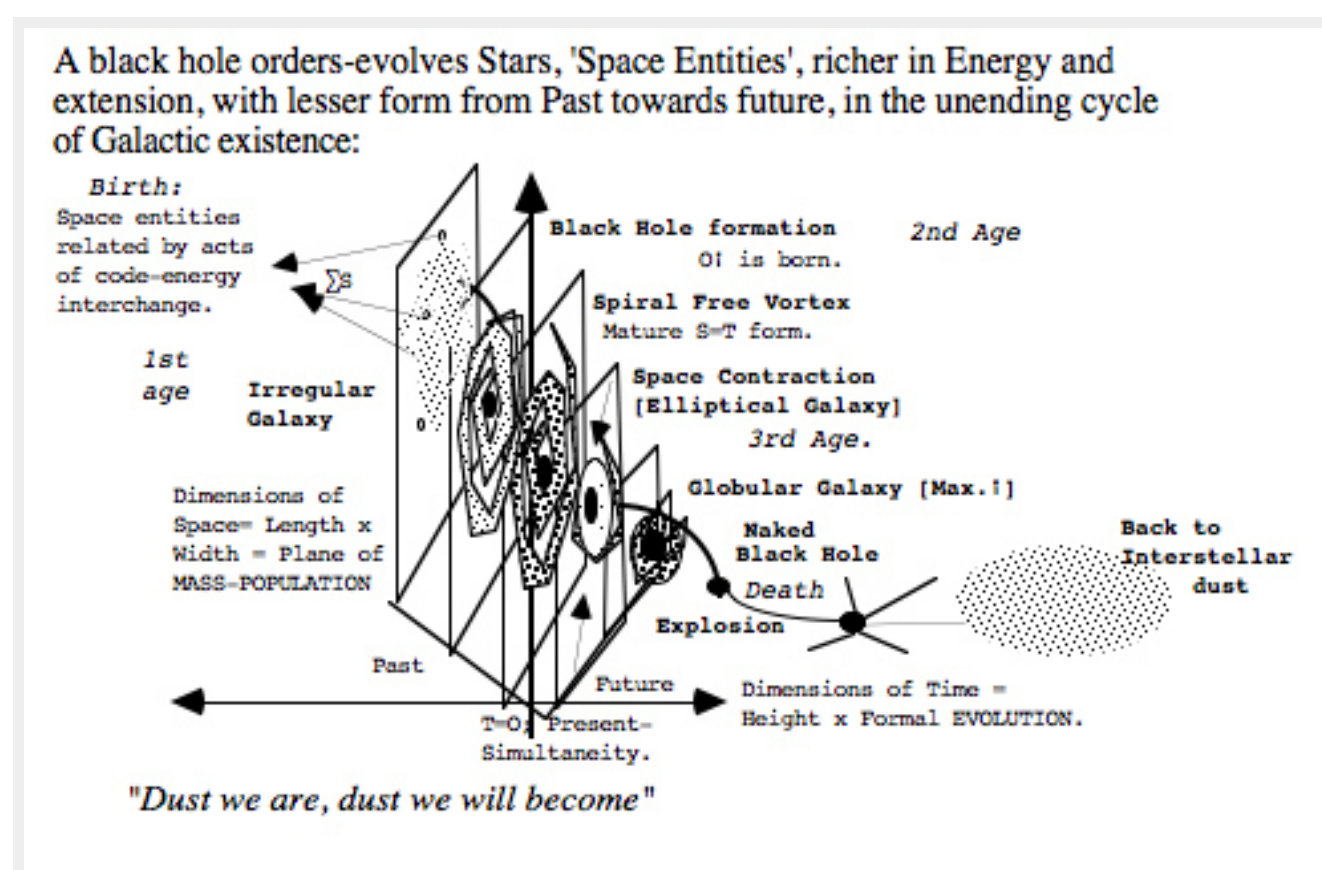 A black hole orders-evolves Stars, 'Space Entities', richer in Energy and
extension, with lesser form from Past towards future, in the unending cycle
of Galactic existence:
Birth:
Space entities
related by acts
of code-energy
interchange.
∑s
1st
age
Irregular
Galaxy
Black Hole formation
O¡ is born.
2nd Age
Spiral Free Vortex
Mature S=T form.
Space Contraction
[Elliptical Galaxy]
3rd Age.
Globular Galaxy [Max.¡]
Naked
Black Hole
Death
Explosion
Back to
Interstellar
dust
Dimensions of
Space= Length x
Width = Plane of
MASS-POPULATION
Past
Future
T=O; Present-
Simultaneity.
Dimensions of Time =
Height x Formal EVOLUTION.
"Dust we are, dust we will become"